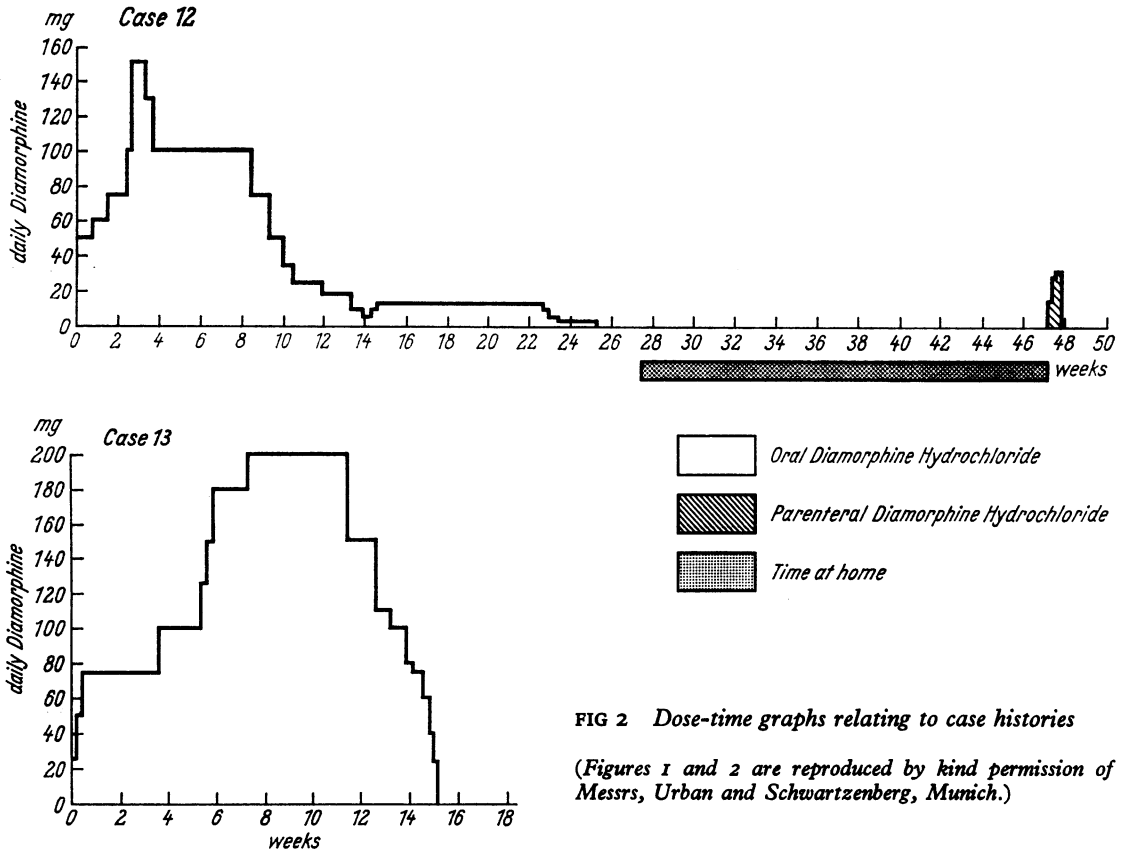 mg Case 12
160
140
120
100
80
60
40
20
0
daily Diamorphine
0 2 4 6 8 10 12 14 16 18 20 22 24 26 28 30 32 34 36 38 40 42 44 46 48 50
weeks
mg Case 13
200
180
160
140
120
100
80
60
40
20
0
daily Diamorphine
0 2 4 6 8 10 12 14 16 18
weeks
Oral Diamorphine Hydrochloride
Parenteral Diamorphine Hydrochloride
Time at home
FIG 2 Dose-time graphs relating to case histories
(Figures 1 and 2 are reproduced by kind permission of
Messrs, Urban and Schwartzenberg, Munich.)